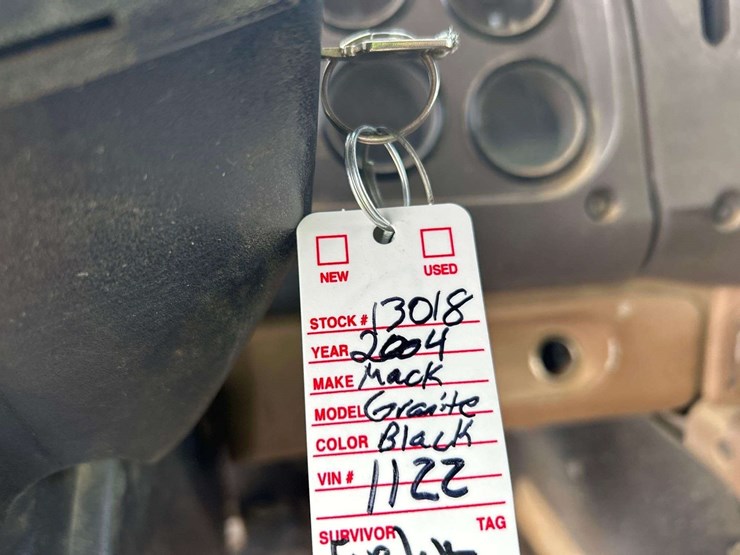 NEW USED
STOCK # 13018
YEAR 2004
MAKE Mack
MODEL Granite
COLOR Black
VIN # 1122
SURVIVOR TAG